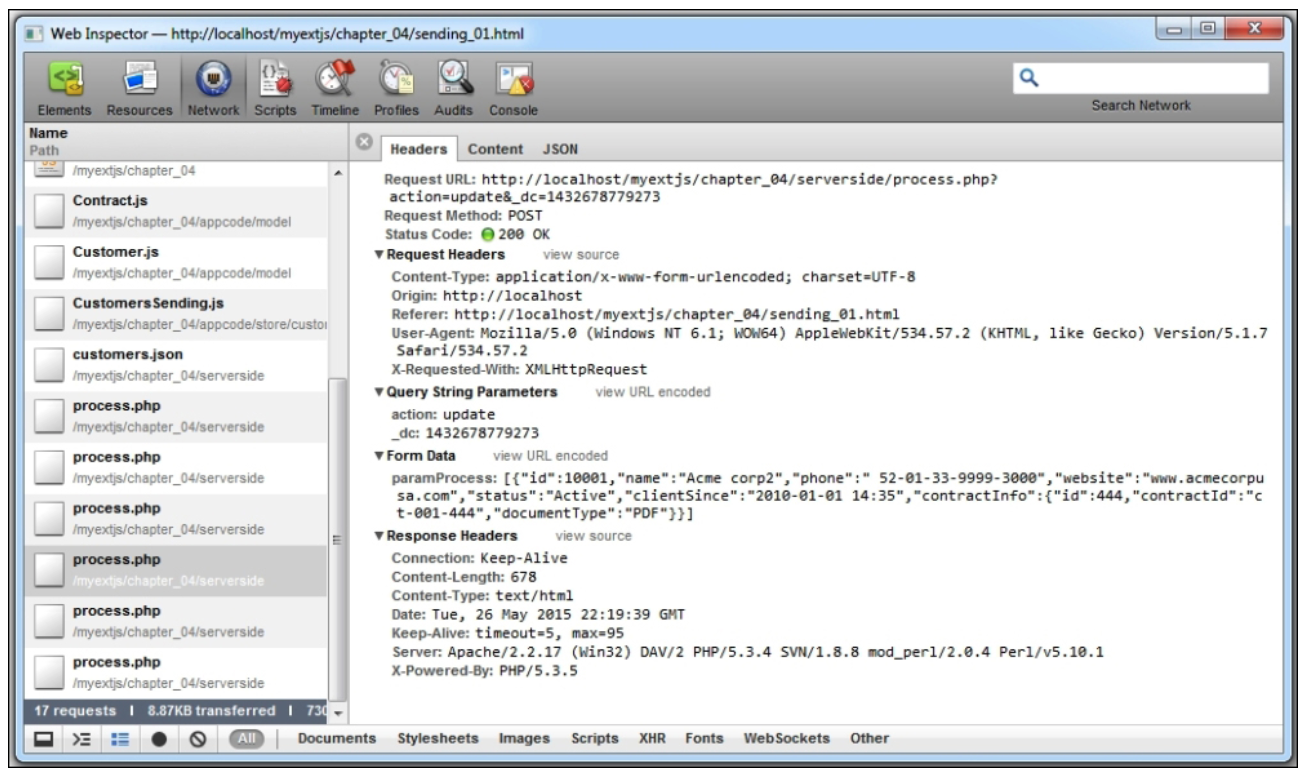 Web Inspector — http://localhost/myextjs/chapter_04/sending_01.html
Elements Resources Network Scripts Timeline Profiles Audits Console
Search Network
Name
Path
/myextjs/chapter_04
Contract.js
/myextjs/chapter_04/appcode/model
Customer.js
/myextjs/chapter_04/appcode/model
CustomersSending.js
/myextjs/chapter_04/appcode/store/custor
customers.json
/myextjs/chapter_04/serverside
process.php
/myextjs/chapter_04/serverside
process.php
/myextjs/chapter_04/serverside
process.php
/myextjs/chapter_04/serverside
process.php
/myextjs/chapter_04/serverside
process.php
/myextjs/chapter_04/serverside
process.php
/myextjs/chapter_04/serverside
17 requests | 8.87KB transferred | 730
Headers Content JSON
Request URL: http://localhost/myextjs/chapter_04/serverside/process.php?
action=update&_dc=1432678779273
Request Method: POST
Status Code: 200 OK
▼Request Headers view source
Content-Type: application/x-www-form-urlencoded; charset=UTF-8
Origin: http://localhost
Referer: http://localhost/myextjs/chapter_04/sending_01.html
User-Agent: Mozilla/5.0 (Windows NT 6.1; WOW64) AppleWebKit/534.57.2 (KHTML, like Gecko) Version/5.1.7
Safari/534.57.2
X-Requested-With: XMLHttpRequest
▼Query String Parameters view URL encoded
action: update
_dc: 1432678779273
▼Form Data view URL encoded
paramProcess: [{"id":10001,"name":"Acme corp2","phone":" 52-01-33-9999-3000","website":"www.acmecorpu
sa.com","status":"Active","clientSince":"2010-01-01 14:35","contractInfo":{"id":444,"contractId":"c
t-001-444","documentType":"PDF"}}]
▼Response Headers view source
Connection: Keep-Alive
Content-Length: 678
Content-Type: text/html
Date: Tue, 26 May 2015 22:19:39 GMT
Keep-Alive: timeout=5, max=95
Server: Apache/2.2.17 (Win32) DAV/2 PHP/5.3.4 SVN/1.8.8 mod_perl/2.0.4 Perl/v5.10.1
X-Powered-By: PHP/5.3.5
All Documents Stylesheets Images Scripts XHR Fonts WebSockets Other